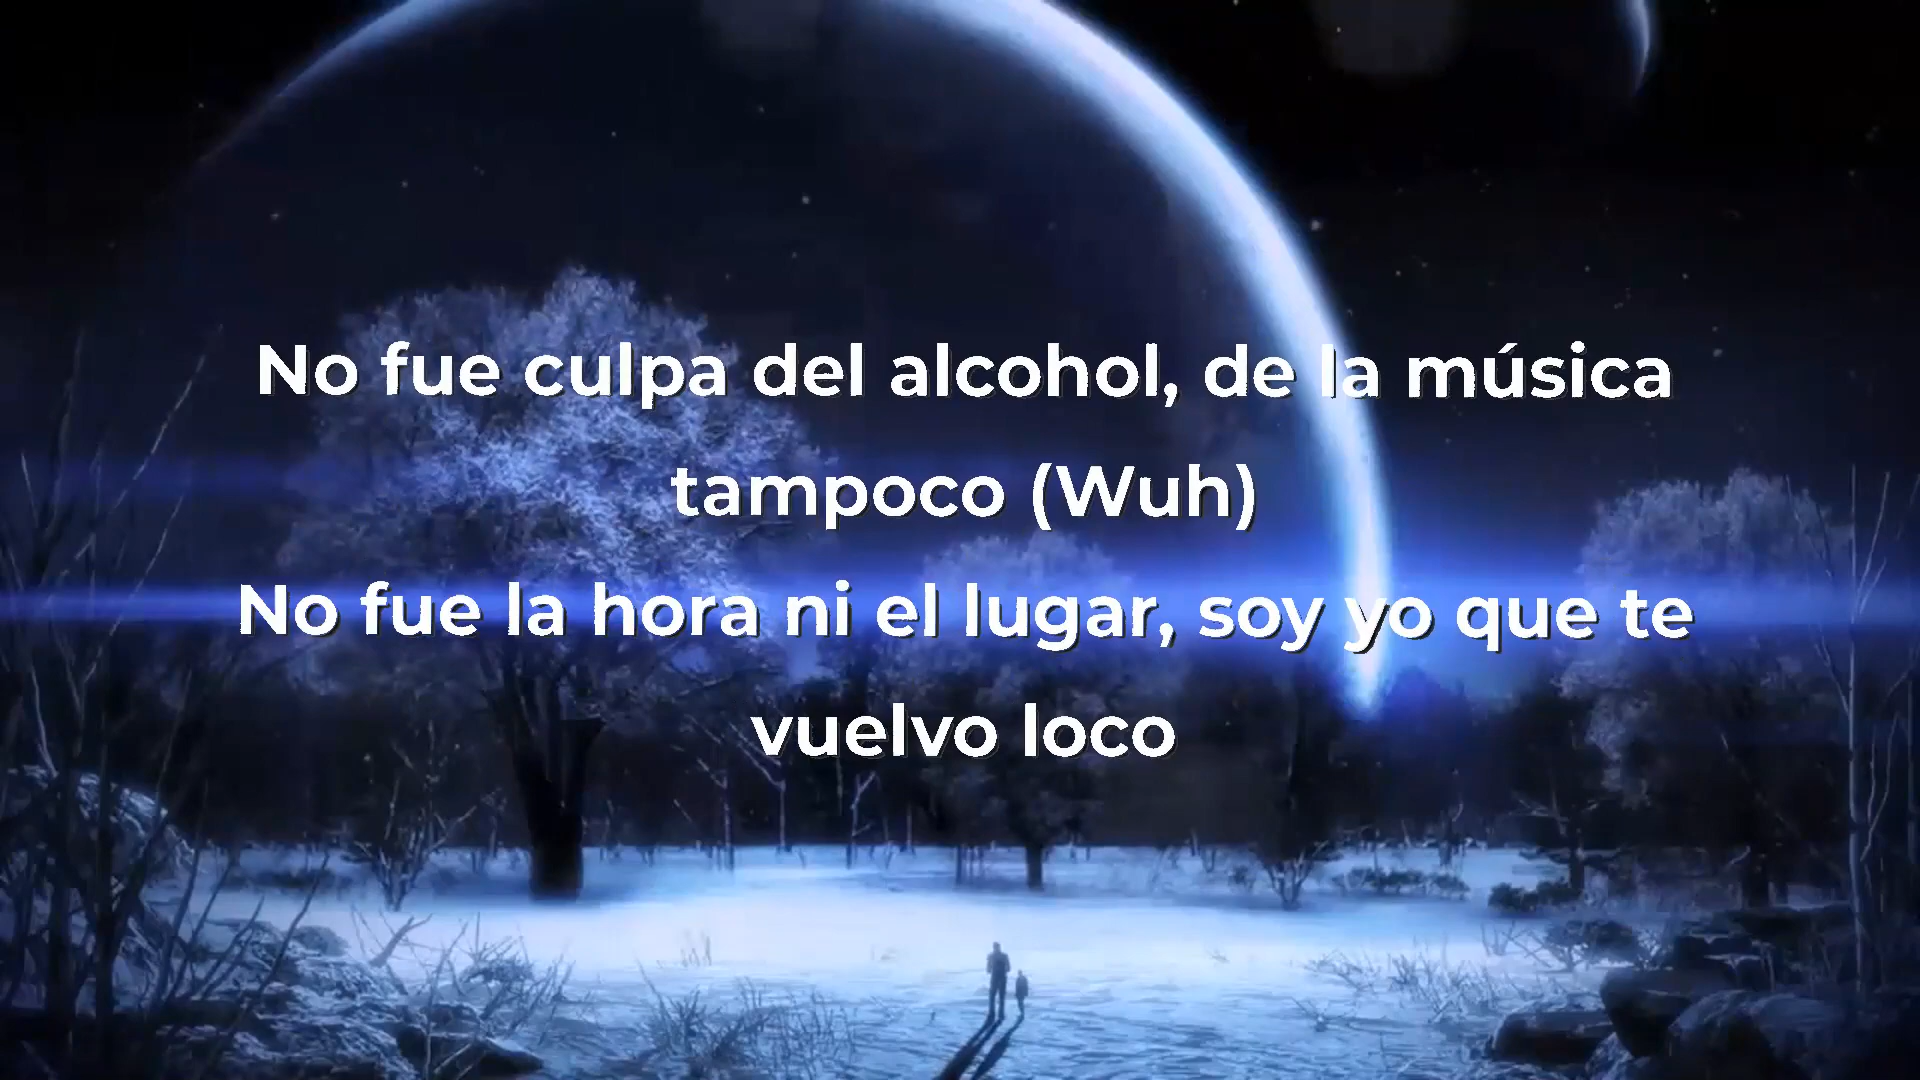 No fue culpa del alcohol, de la música
tampoco (Wuh)
No fue la hora ni el lugar, soy yo que te
vuelvo loco